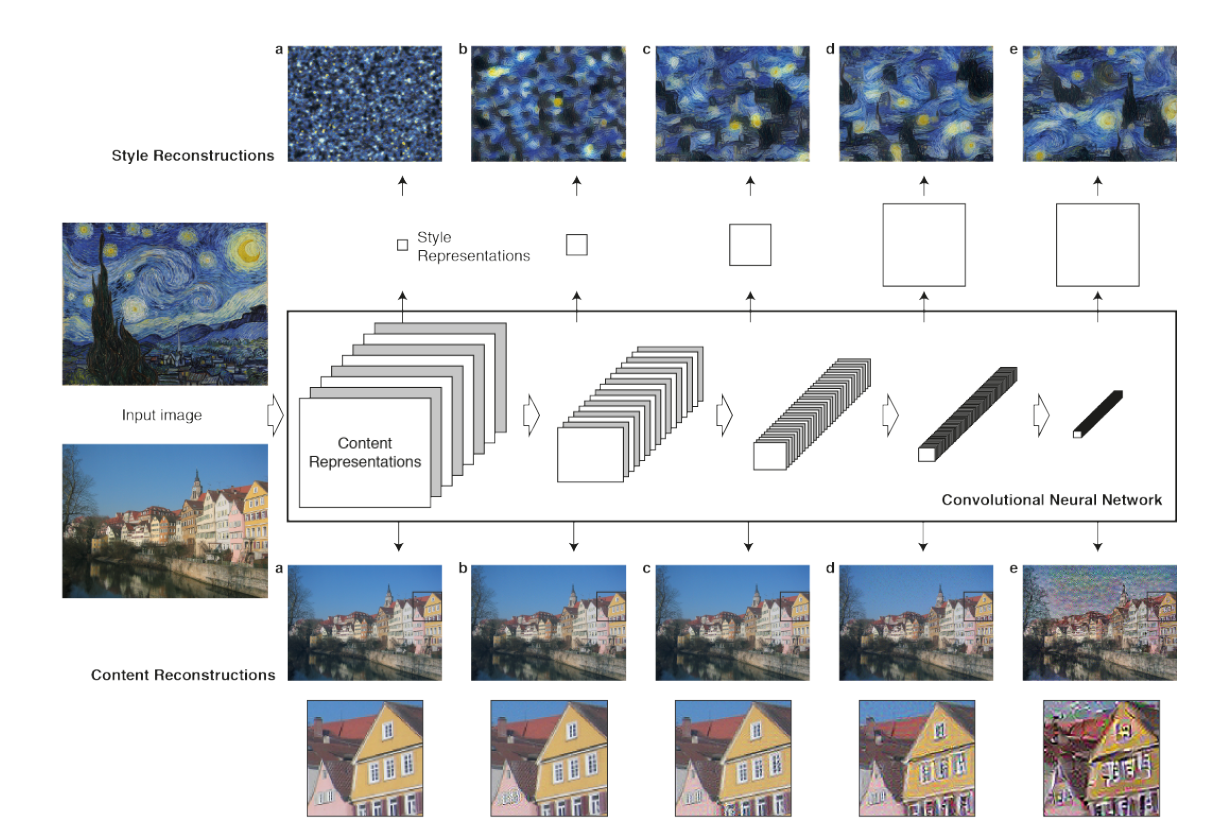 a
b
c
d
e
Style Reconstructions
Style
Representations
Input image
Content
Representations
Convolutional Neural Network
a
b
c
d
e
Content Reconstructions